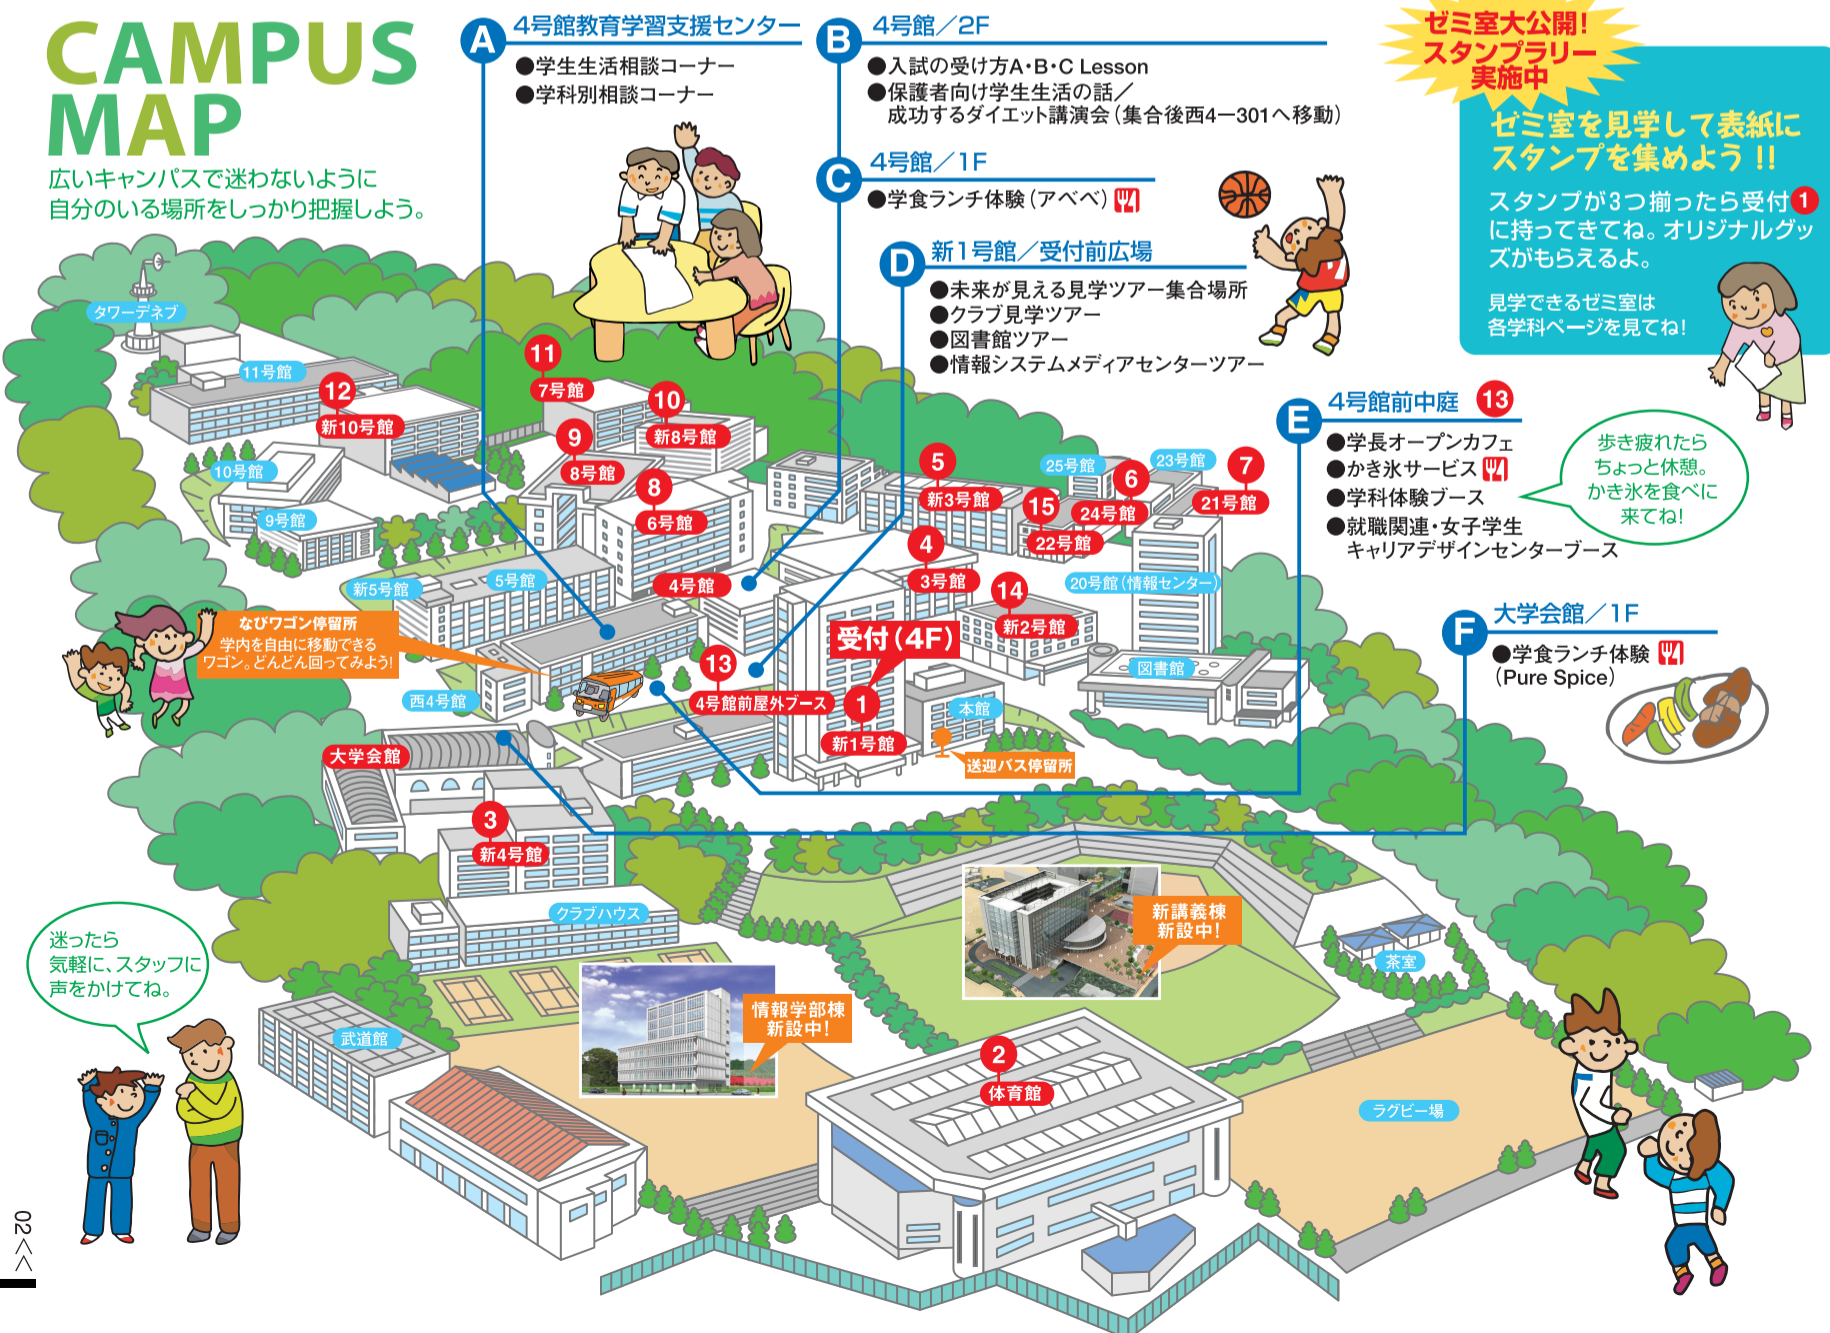 CAMPUS
MAP
広いキャンパスで迷わないように
自分のいる場所をしっかり把握しよう。
A 4号館教育学習支援センター
●学生生活相談コーナー
●学科別相談コーナー
B 4号館／2F
●入試の受け方A・B・C Lesson
●保護者向け学生生活の話／
成功するダイエット講演会（集合後西4ー301へ移動）
C 4号館／1F
●学食ランチ体験（アベベ）
D 新1号館／受付前広場
●未来が見える見学ツアー集合場所
●クラブ見学ツアー
●図書館ツアー
●情報システムメディアセンターツアー
ゼミ室大公開！
スタンプラリー
実施中
ゼミ室を見学して表紙に
スタンプを集めよう！！
スタンプが3つ揃ったら受付1
に持ってきてね。オリジナルグッ
ズがもらえるよ。
見学できるゼミ室は
各学科ページを見てね！
E 4号館前中庭 13
●学長オープンカフェ
●かき氷サービス
●学科体験ブース
●就職関連・女子学生
キャリアデザインセンターブース
歩き疲れたら
ちょっと休憩。
かき氷を食べに
来てね！
F 大学会館／1F
●学食ランチ体験
（Pure Spice）
タワーデネブ
11号館
12
新10号館
11
7号館
10
新8号館
9
8号館
8
6号館
10号館
9号館
5
新3号館
25号館
23号館
6
24号館
7
21号館
15
22号館
4
3号館
4号館
新5号館
5号館
20号館（情報センター）
14
新2号館
なびワゴン停留所
学内を自由に移動できる
ワゴン。どんどん回ってみよう！
受付（4F）
13
4号館前屋外ブース
1
新1号館
西4号館
図書館
本館
送迎バス停留所
大学会館
3
新4号館
クラブハウス
新講義棟
新設中！
茶室
迷ったら
気軽に、スタッフに
声をかけてね。
情報学部棟
新設中！
武道館
2
体育館
ラグビー場
02<<